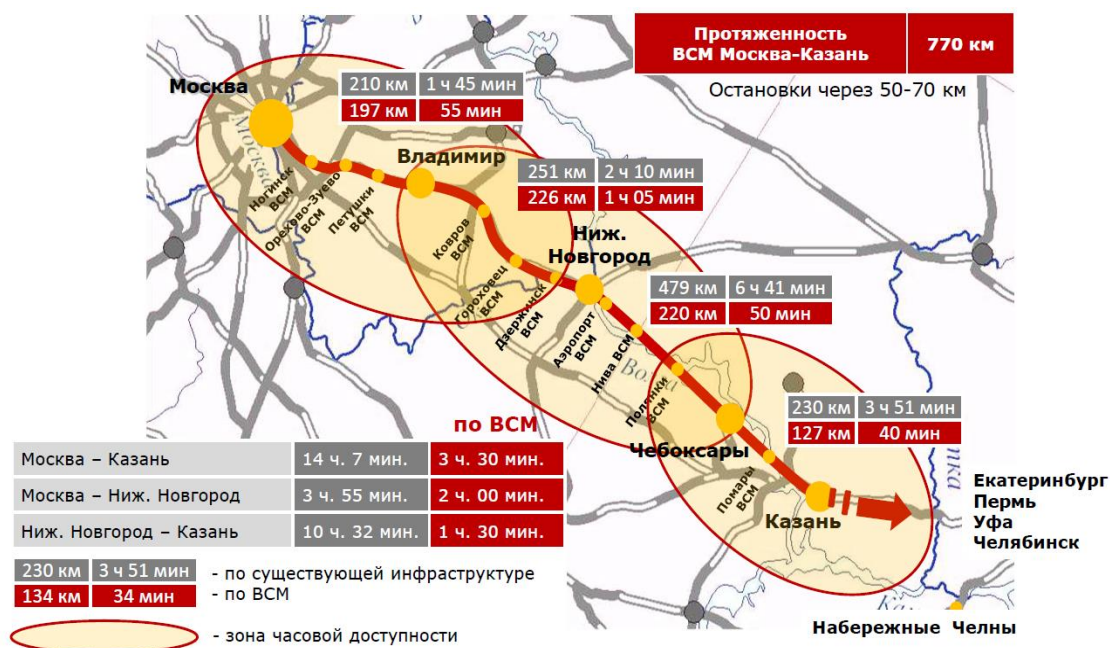 Протяженность
ВСМ Москва-Казань
770 км
Остановки через 50-70 км
Москва
Москва
210 км 1 ч 45 мин
197 км 55 мин
Владимир
251 км 2 ч 10 мин
226 км 1 ч 05 мин
Ногинск
ВСМ
Орехово-Зуево
ВСМ
Петушки
ВСМ
Ковров
ВСМ
Гороховец
ВСМ
Дзержинск
ВСМ
Ниж.
Новгород
479 км 6 ч 41 мин
220 км 50 мин
Аэропорт
ВСМ
Нива ВСМ
Волга
Полянки
ВСМ
230 км 3 ч 51 мин
127 км 40 мин
Чебоксары
Помары
ВСМ
Казань
Екатеринбург
Пермь
Уфа
Челябинск
Набережные Челны
по ВСМ
Москва – Казань 14 ч. 7 мин. 3 ч. 30 мин.
Москва – Ниж. Новгород 3 ч. 55 мин. 2 ч. 00 мин.
Ниж. Новгород – Казань 10 ч. 32 мин. 1 ч. 30 мин.
230 км 3 ч 51 мин - по существующей инфраструктуре
134 км 34 мин - по ВСМ
- зона часовой доступности